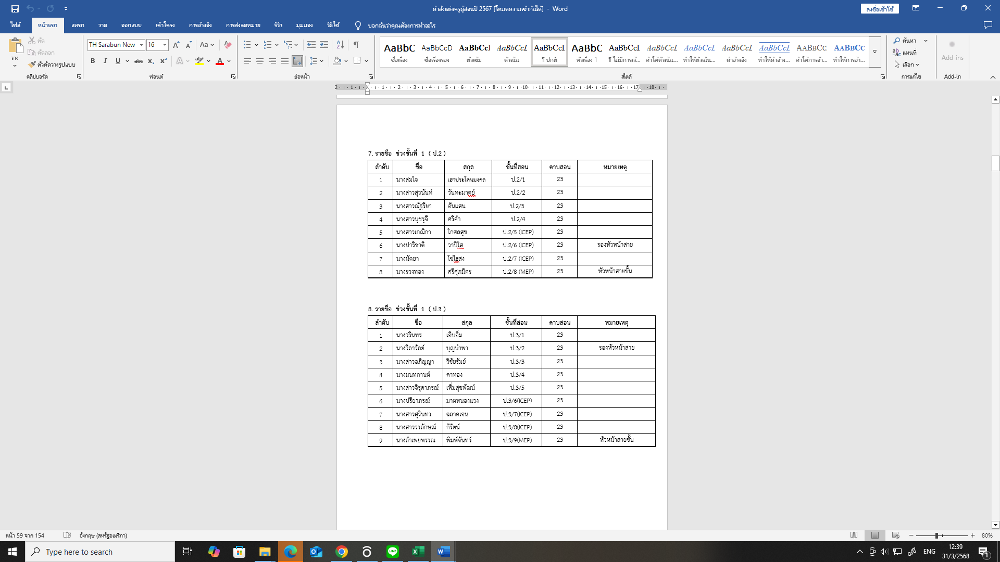 คำสั่งแต่งครูผู้สอนปี 2567 [โหมดความเข้ากันได้] - Word
ลงชื่อเข้าใช้
ไฟล์ หน้าแรก แทรก วาด ออกแบบ เค้าโครง การอ้างอิง การส่งจดหมาย รีวิว มุมมอง วิธีใช้ บอกฉันว่าคุณต้องการทำอะไร
วาง
ตัด
คัดลอก
ตัวคัดวางรูปแบบ
คลิปบอร์ด
TH Sarabun New 16
ฟอนต์
ย่อหน้า
AaBbC AaBbCcD AaBbCcI AaBbCcL AaBbCcI AaBbC AaBbCcI AaBbCcL AaBbCcL AaBbCcL AaBbCcL AABBCC AABBCC
ชื่อเรื่อง ชื่อเรื่องรอง ตัวเข้ม ตัวเน้น ¶ ปกติ หัวเรื่อง 1 ¶ ไม่มีการเว้... ทำให้ตัวเน้น... ทำให้ตัวเน้น... คำอ้างอิง ทำให้คำอ้าง... ทำให้การอ้า... ทำให้การอ้า...
สไตล์
ค้นหา
แทนที่
เลือก
การแก้ไข
Add-ins
Add-in
2 1 1 2 3 4 5 6 7 8 9 10 11 12 13 14 15 16 17 18
7. รายชื่อ ช่วงชั้นที่ 1 ( ป.2 )
ลำดับ ชื่อ สกุล ชั้นที่สอน คาบสอน หมายเหตุ
1 นางสมใจ เฮาประโคนมงคล ป.2/1 23
2 นางสาวสุวนันท์ วันทะมาตย์ ป.2/2 23
3 นางสาวณัฐริยา อันแสน ป.2/3 23
4 นางสาวนุชรุจี ศรีคำ ป.2/4 23
5 นางสาวเกณิกา โกศลสุข ป.2/5 (ICEP) 23
6 นางปาริชาติ วาปีโส ป.2/6 (ICEP) 23 รองหัวหน้าสาย
7 นางนัตยา โซ่ไธสง ป.2/7 (ICEP) 23
8 นางรวงทอง ศรีศุภมิตร ป.2/8 (MEP) 23 หัวหน้าสายชั้น
8. รายชื่อ ช่วงชั้นที่ 1 ( ป.3 )
ลำดับ ชื่อ สกุล ชั้นที่สอน คาบสอน หมายเหตุ
1 นางวรินทร เอิบอิ่ม ป.3/1 23
2 นางวิลาวัลย์ บุญนำพา ป.3/2 23 รองหัวหน้าสาย
3 นางสาวอภิญญา วิชัยรัมย์ ป.3/3 23
4 นางมนทกานต์ ดาทอง ป.3/4 23
5 นางสาวจิรุดาภรณ์ เพิ่มสุขพัฒน์ ป.3/5 23
6 นางปรียาภรณ์ มาตหนองแวง ป.3/6(ICEP) 23
7 นางสาวสุรินทร ฉลาดเจน ป.3/7(ICEP) 23
8 นางสาววรลักษณ์ กีรัตน์ ป.3/8(ICEP) 23
9 นางลำเพยพรรณ พิมพ์จันทร์ ป.3/9(MEP) 23 หัวหน้าสายชั้น
หน้า 59 จาก 154 อังกฤษ (สหรัฐอเมริกา) 80%
Type here to search
LINE
ENG
12:39
31/3/2568
1